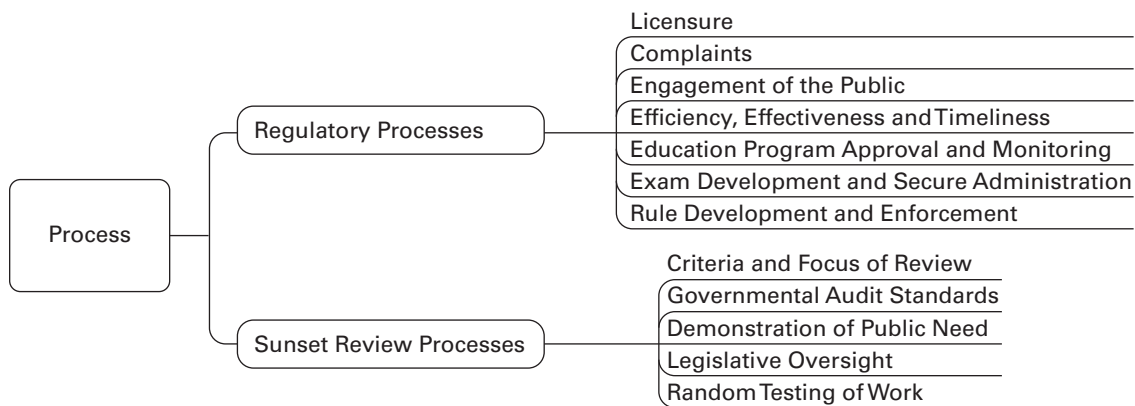 Process
Regulatory Processes
Licensure
Complaints
Engagement of the Public
Efficiency, Effectiveness and Timeliness
Education Program Approval and Monitoring
Exam Development and Secure Administration
Rule Development and Enforcement
Sunset Review Processes
Criteria and Focus of Review
Governmental Audit Standards
Demonstration of Public Need
Legislative Oversight
Random Testing of Work